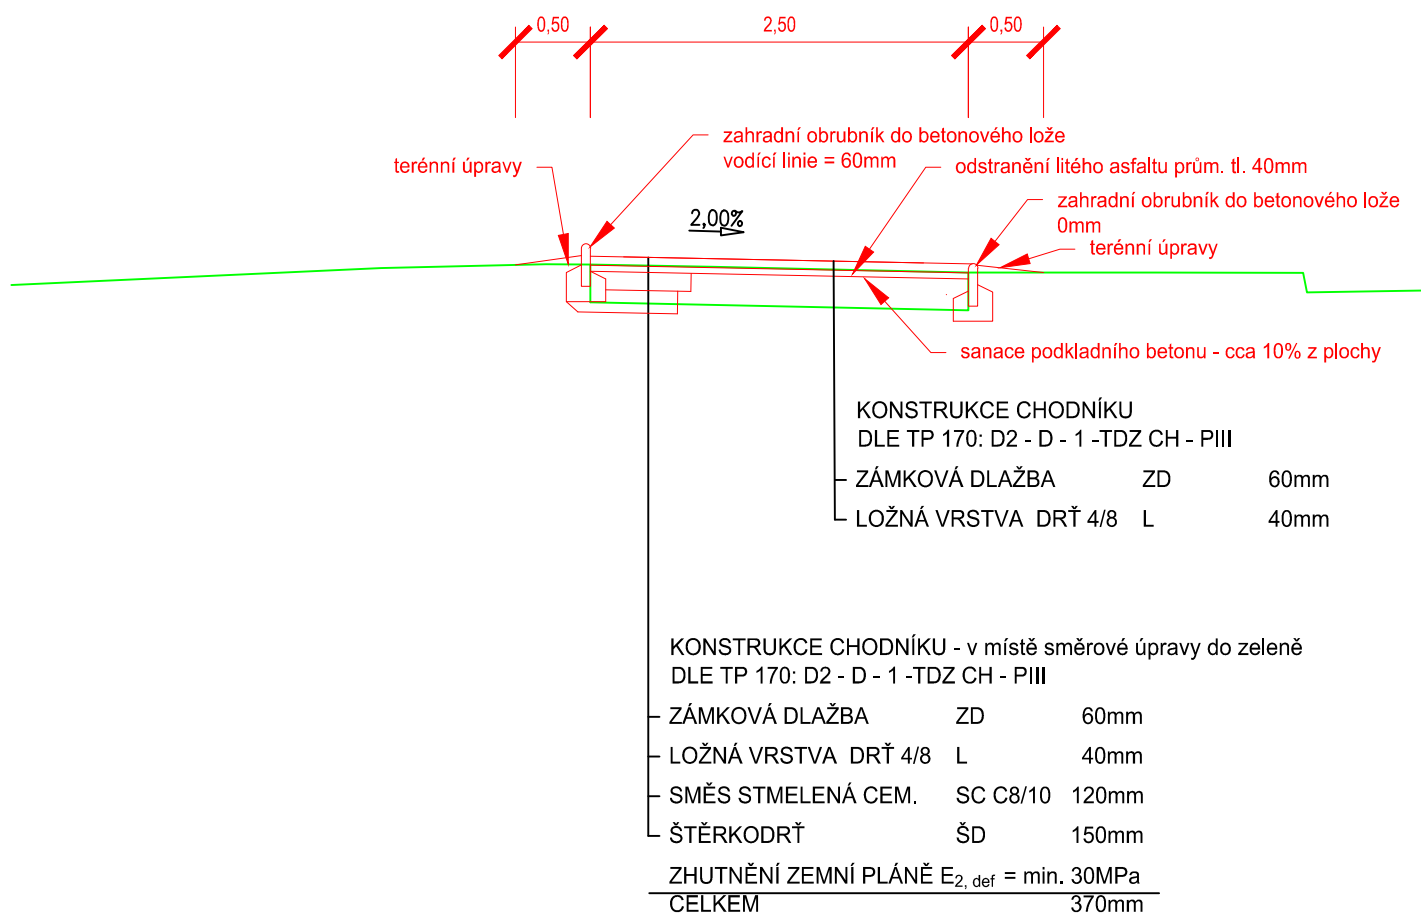 0,50 2,50 0,50
zahradní obrubník do betonového lože
vodící linie = 60mm
terénní úpravy
odstranění litého asfaltu prům. tl. 40mm
zahradní obrubník do betonového lože
0mm
terénní úpravy
2,00%
sanace podkladního betonu - cca 10% z plochy
KONSTRUKCE CHODNÍKU
DLE TP 170: D2 - D - 1 -TDZ CH - PIII
ZÁMKOVÁ DLAŽBA ZD 60mm
LOŽNÁ VRSTVA DRŤ 4/8 L 40mm
KONSTRUKCE CHODNÍKU - v místě směrové úpravy do zeleně
DLE TP 170: D2 - D - 1 -TDZ CH - PIII
ZÁMKOVÁ DLAŽBA ZD 60mm
LOŽNÁ VRSTVA DRŤ 4/8 L 40mm
SMĚS STMELENÁ CEM. SC C8/10 120mm
ŠTĚRKODRŤ ŠD 150mm
ZHUTNĚNÍ ZEMNÍ PLÁNĚ E2, def = min. 30MPa
CELKEM 370mm